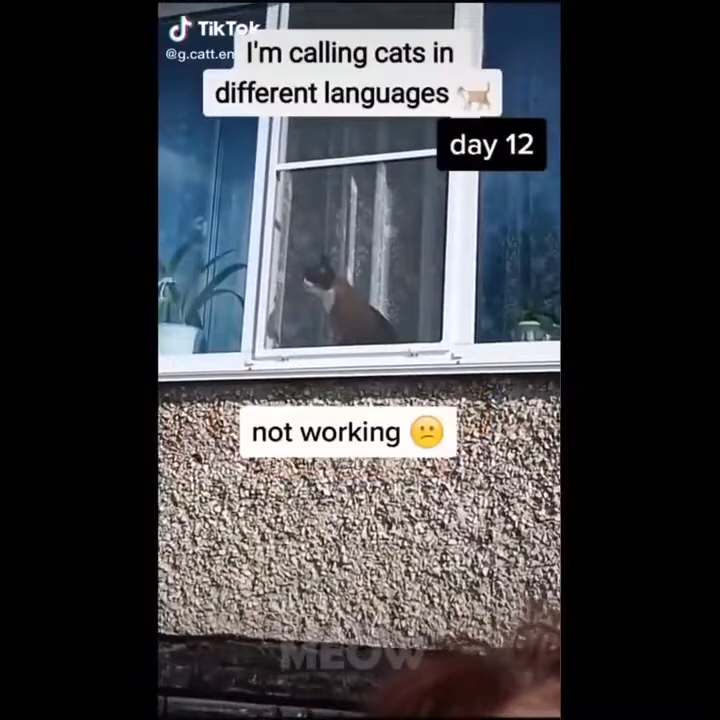 TikTok
@g.catt.en
I'm calling cats in
different languages
day 12
not working
MEOW